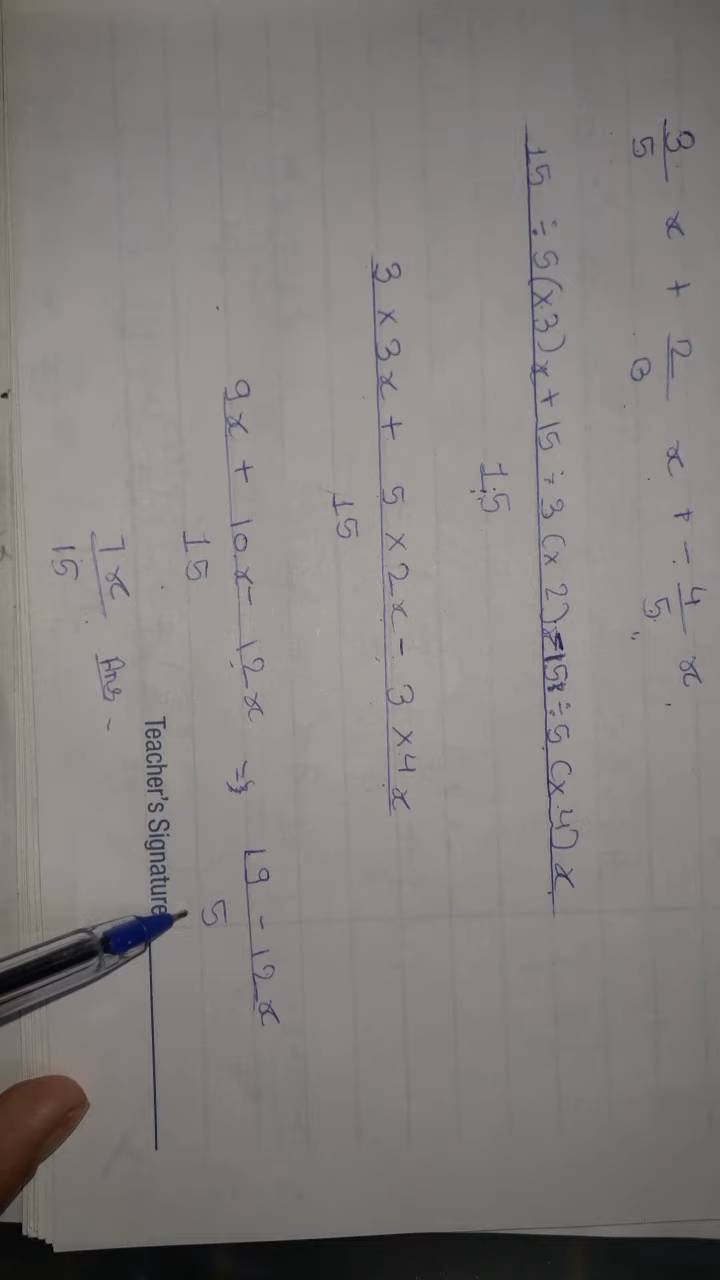 3/5 x + 2/3 x + - 4/5 x
15 ÷ 5(×3)x + 15 ÷ 3(×2)x - 15 ÷ 5(×4)x
15
3 × 3x + 5 × 2x - 3 × 4x
15
9x + 10x - 12x => 19 - 12x
15 5
Teacher's Signature
7x/15 Ans -